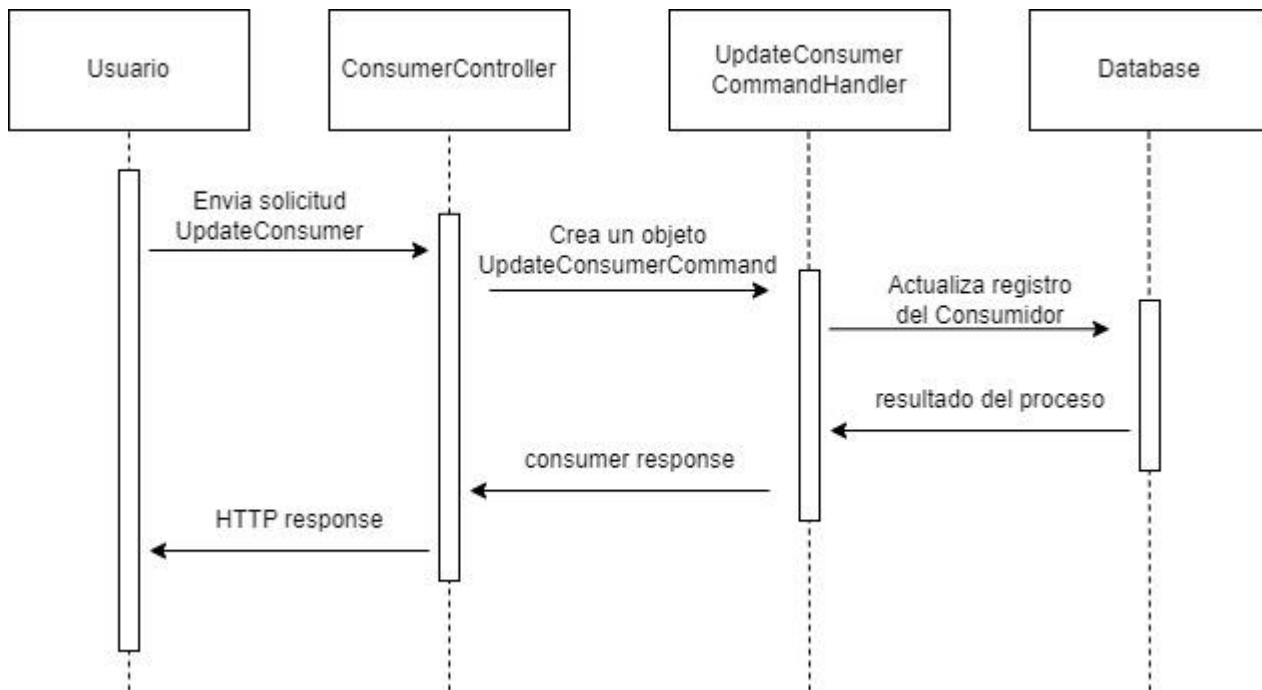 Usuario
ConsumerController
UpdateConsumer
CommandHandler
Database
Envia solicitud
UpdateConsumer
Crea un objeto
UpdateConsumerCommand
Actualiza registro
del Consumidor
resultado del proceso
consumer response
HTTP response